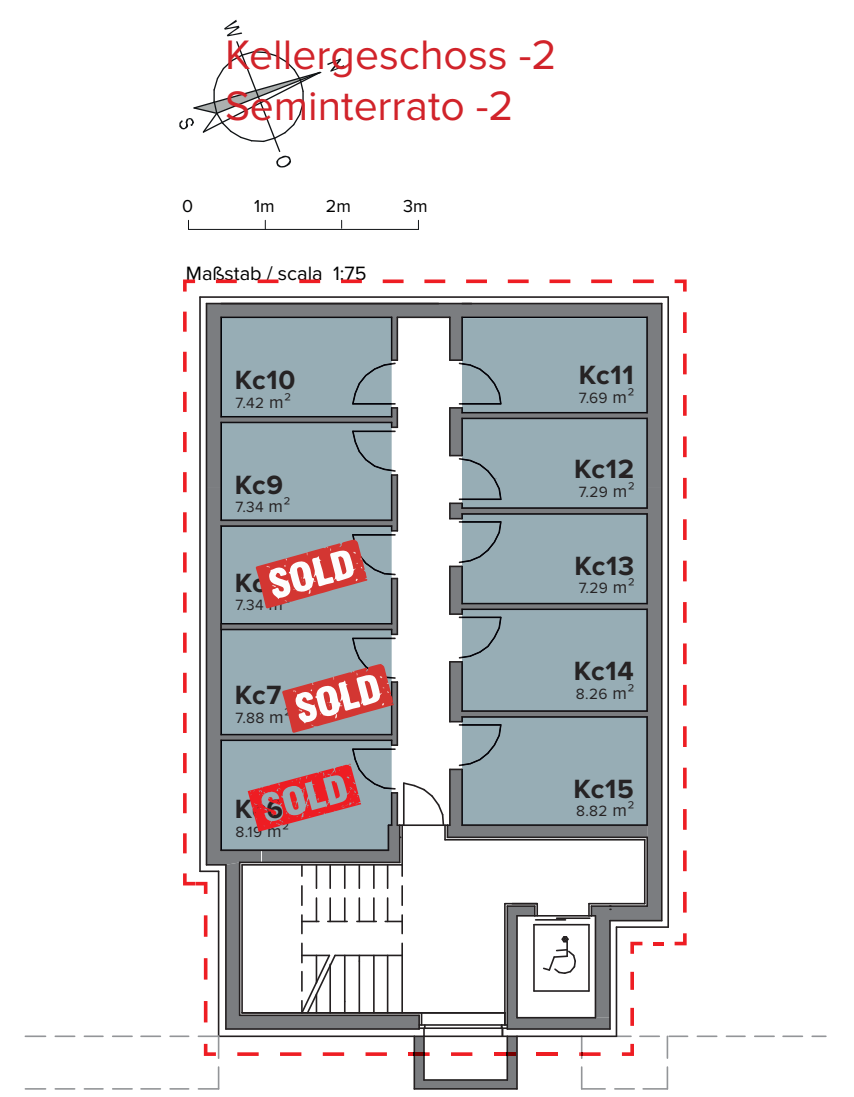 W
Kellergeschoss -2
N
Seminterrato -2
S
O
0 1m 2m 3m
Maßstab / scala 1:75
Kc10
7.42 m²
Kc11
7.69 m²
Kc9
7.34 m²
Kc12
7.29 m²
SOLD
7.34
Kc13
7.29 m²
Kc7
7.88 m²
SOLD
Kc14
8.26 m²
SOLD
8.19 m²
Kc15
8.82 m²